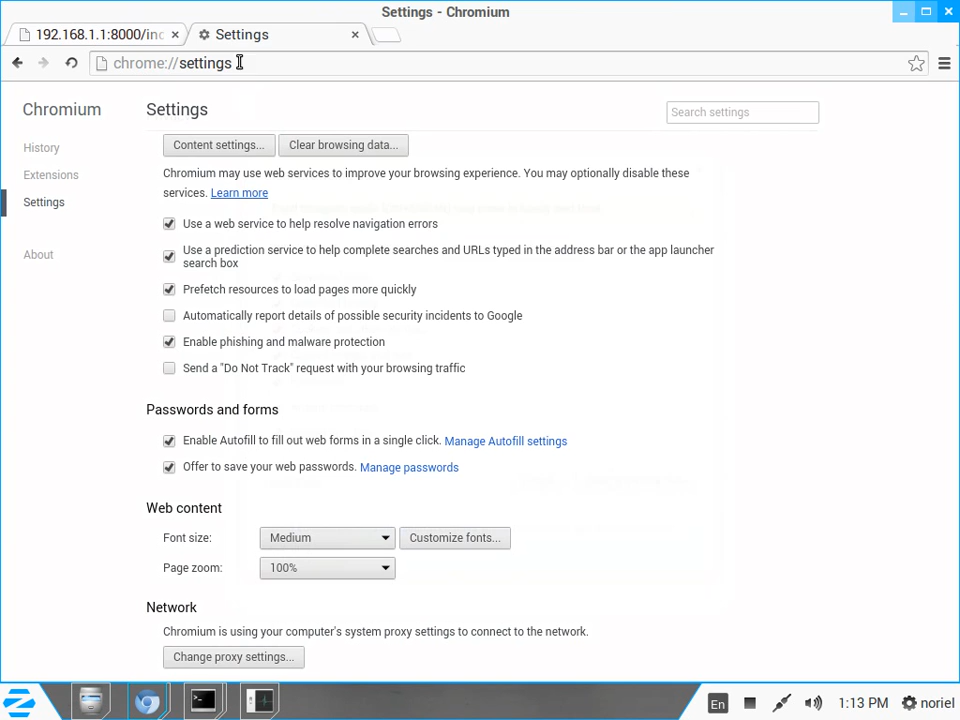 Settings - Chromium
192.168.1.1:8000/inc
Settings
chrome://settings
Chromium
Settings
Search settings
History
Extensions
Settings
About
Content settings...
Clear browsing data...
Chromium may use web services to improve your browsing experience. You may optionally disable these
services. Learn more
Use a web service to help resolve navigation errors
Use a prediction service to help complete searches and URLs typed in the address bar or the app launcher
search box
Prefetch resources to load pages more quickly
Automatically report details of possible security incidents to Google
Enable phishing and malware protection
Send a "Do Not Track" request with your browsing traffic
Passwords and forms
Enable Autofill to fill out web forms in a single click. Manage Autofill settings
Offer to save your web passwords. Manage passwords
Web content
Font size: Medium Customize fonts...
Page zoom: 100%
Network
Chromium is using your computer's system proxy settings to connect to the network.
Change proxy settings...
En 1:13 PM noriel